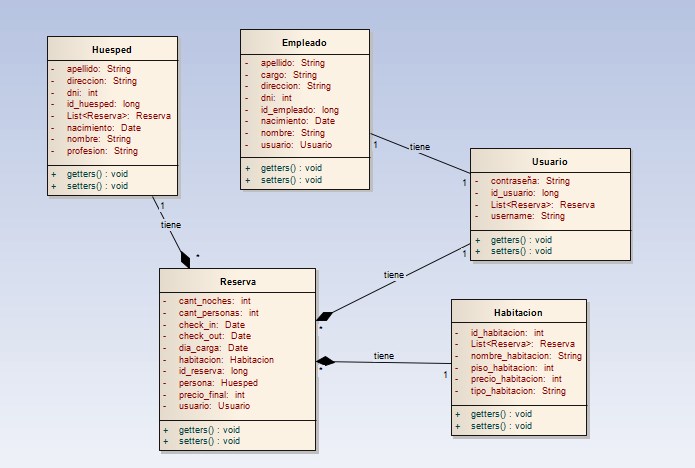 Huesped
- apellido: String
- direccion: String
- dni: int
- id_huesped: long
- List<Reserva>: Reserva
- nacimiento: Date
- nombre: String
- profesion: String
+ getters() : void
+ setters() : void
Empleado
- apellido: String
- cargo: String
- direccion: String
- dni: int
- id_empleado: long
- nacimiento: Date
- nombre: String
- usuario: Usuario
+ getters() : void
+ setters() : void
1
tiene
1
Usuario
- contraseña: String
- id_usuario: long
- List<Reserva>: Reserva
- username: String
+ getters() : void
+ setters() : void
1
tiene
*
1
tiene
*
Reserva
- cant_noches: int
- cant_personas: int
- check_in: Date
- check_out: Date
- dia_carga: Date
- habitacion: Habitacion
- id_reserva: long
- persona: Huesped
- precio_final: int
- usuario: Usuario
+ getters() : void
+ setters() : void
*
tiene
1
Habitacion
- id_habitacion: int
- List<Reserva>: Reserva
- nombre_habitacion: String
- piso_habitacion: int
- precio_habitacion: int
- tipo_habitacion: String
+ getters() : void
+ setters() : void